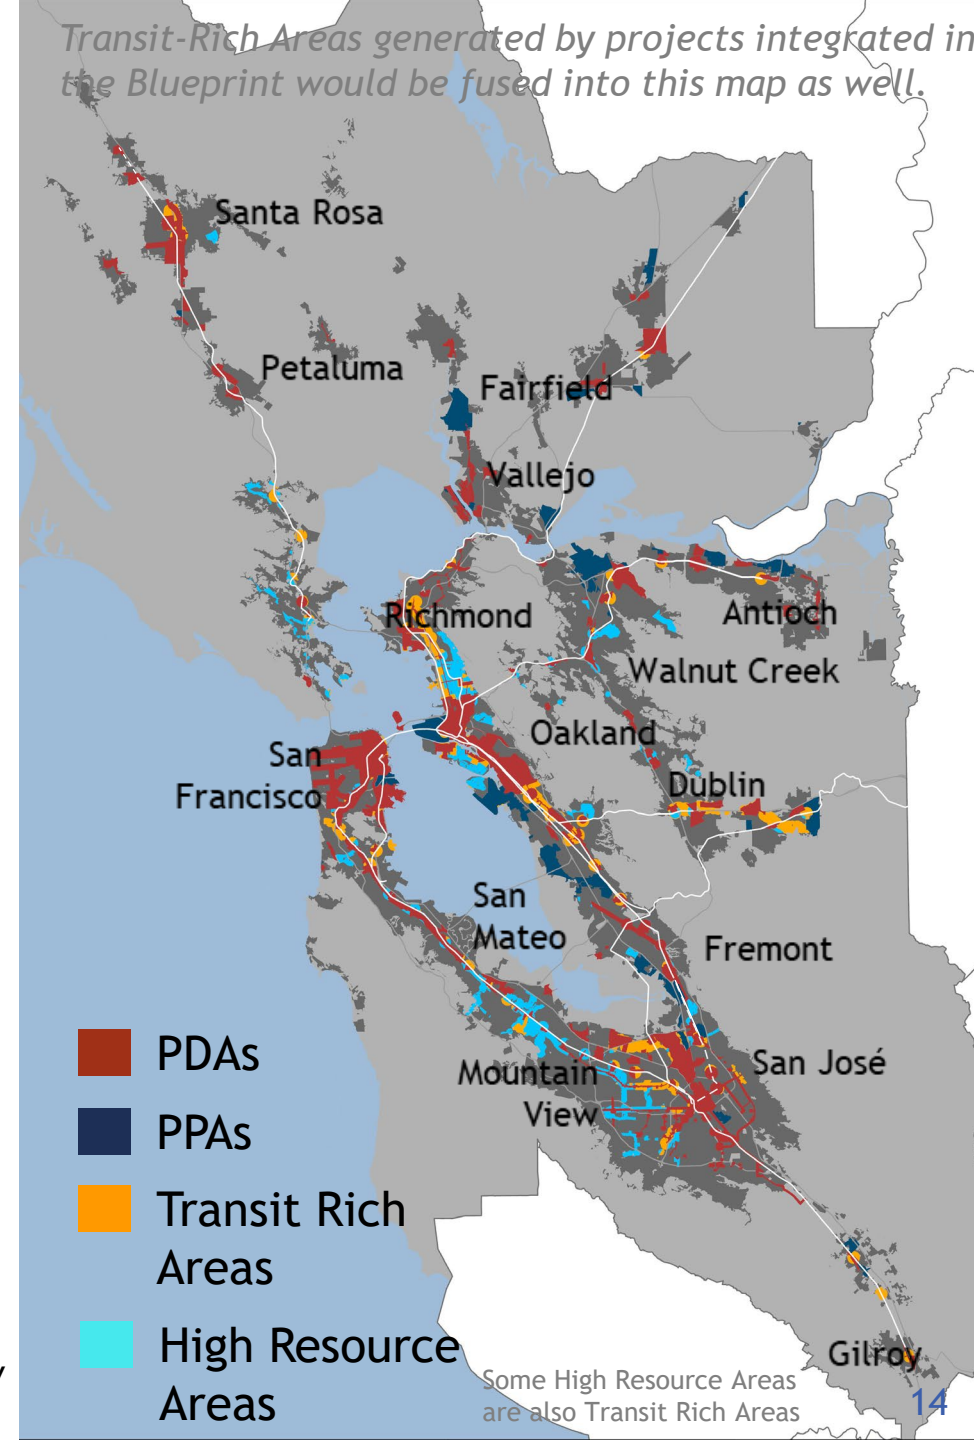 Transit-Rich Areas generated by projects integrated in
the Blueprint would be fused into this map as well.
Santa Rosa
Petaluma
Fairfield
Vallejo
Richmond
Antioch
Walnut Creek
Oakland
San
Francisco
Dublin
San
Mateo
Fremont
Mountain
View
San José
Gilroy
PDAs
PPAs
Transit Rich
Areas
High Resource
Areas
Some High Resource Areas
are also Transit Rich Areas
14